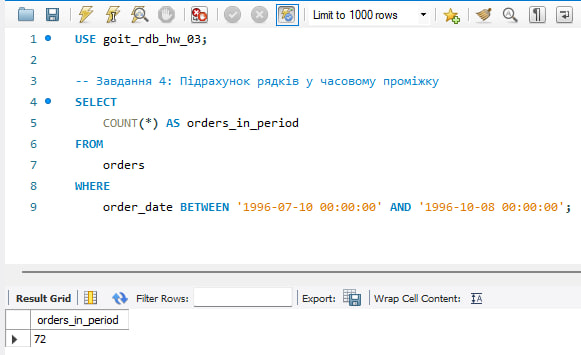 Limit to 1000 rows
1 USE goit_rdb_hw_03;
2
3 -- Завдання 4: Підрахунок рядків у часовому проміжку
4 SELECT
5 COUNT(*) AS orders_in_period
6 FROM
7 orders
8 WHERE
9 order_date BETWEEN '1996-07-10 00:00:00' AND '1996-10-08 00:00:00';
Result Grid Filter Rows: Export: Wrap Cell Content: IA
orders_in_period
72